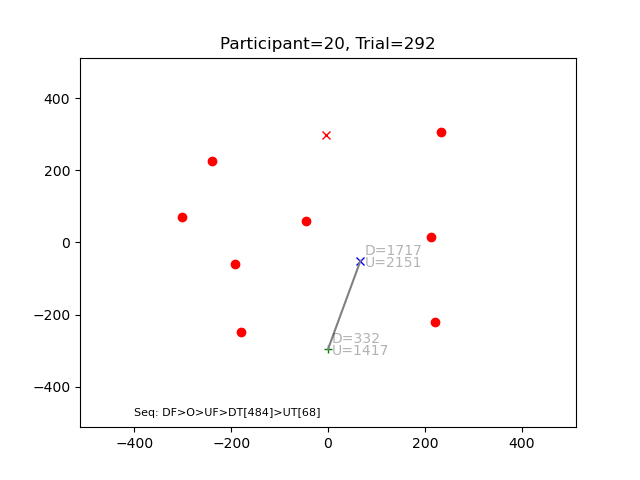 Participant=20, Trial=292
400
200
0
−200
−400
D=1717
U=2151
D=332
U=1417
Seq: DF>O>UF>DT[484]>UT[68]
−400 −200 0 200 400